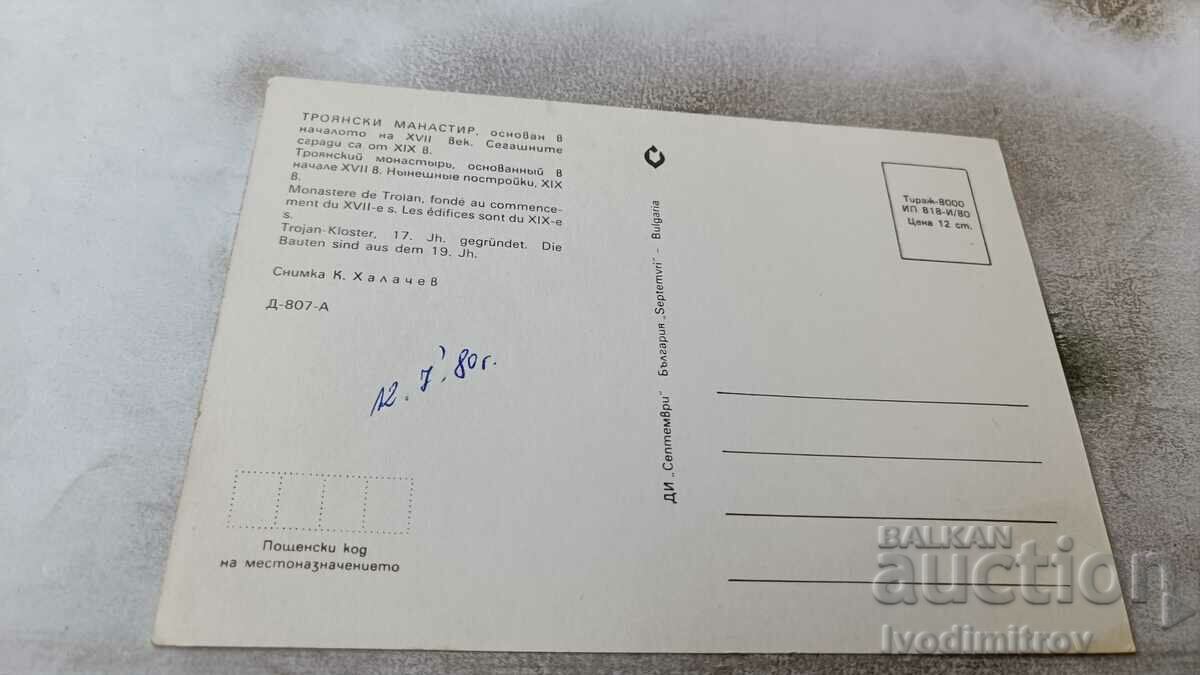 ТРОЯНСКИ МАНАСТИР, основан в
началото на XVII век. Сегашните
сгради са от XIX в.
Троянский монастырь, основанный в
начале XVII в. Нынешные постройки, XIX
в.
Monastere de Troian, fondé au commence-
ment du XVII-e s. Les édifices sont du XIX-e
s.
Trojan-Kloster, 17. Jh. gegründet. Die
Bauten sind aus dem 19. Jh.
Снимка К. Халачев
Д-807-А
12. 7. 80г.
Пощенски код
на местоназначението
ДИ „Септември" България „Septemvri" - Bulgaria
Тираж-8000
ИП 818-И/80
Цена 12 ст.
BALKAN
auction
Ivodimitrov